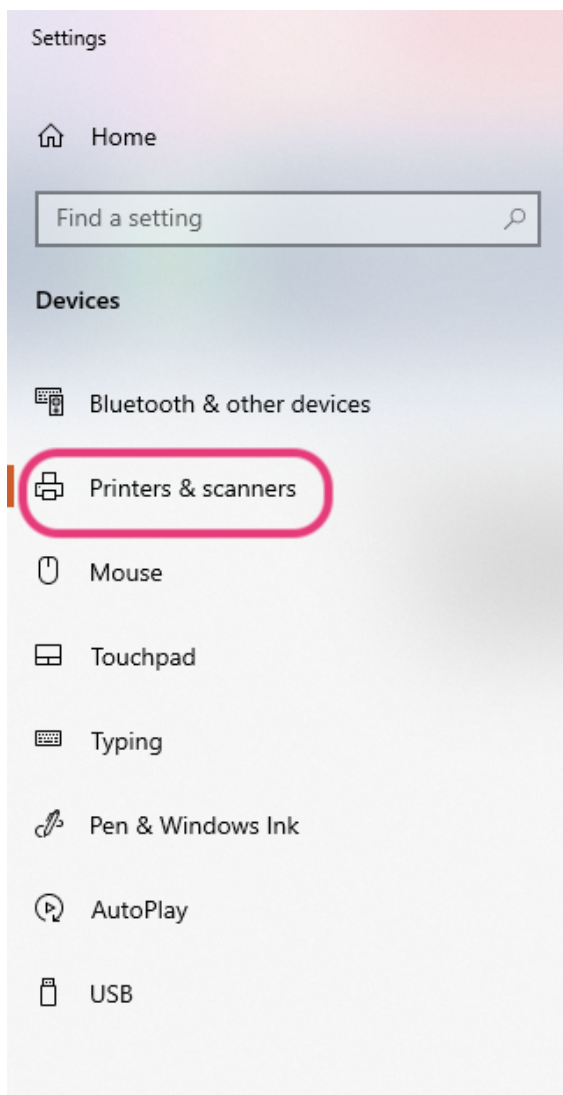 Settings
Home
Find a setting
Devices
Bluetooth & other devices
Printers & scanners
Mouse
Touchpad
Typing
Pen & Windows Ink
AutoPlay
USB